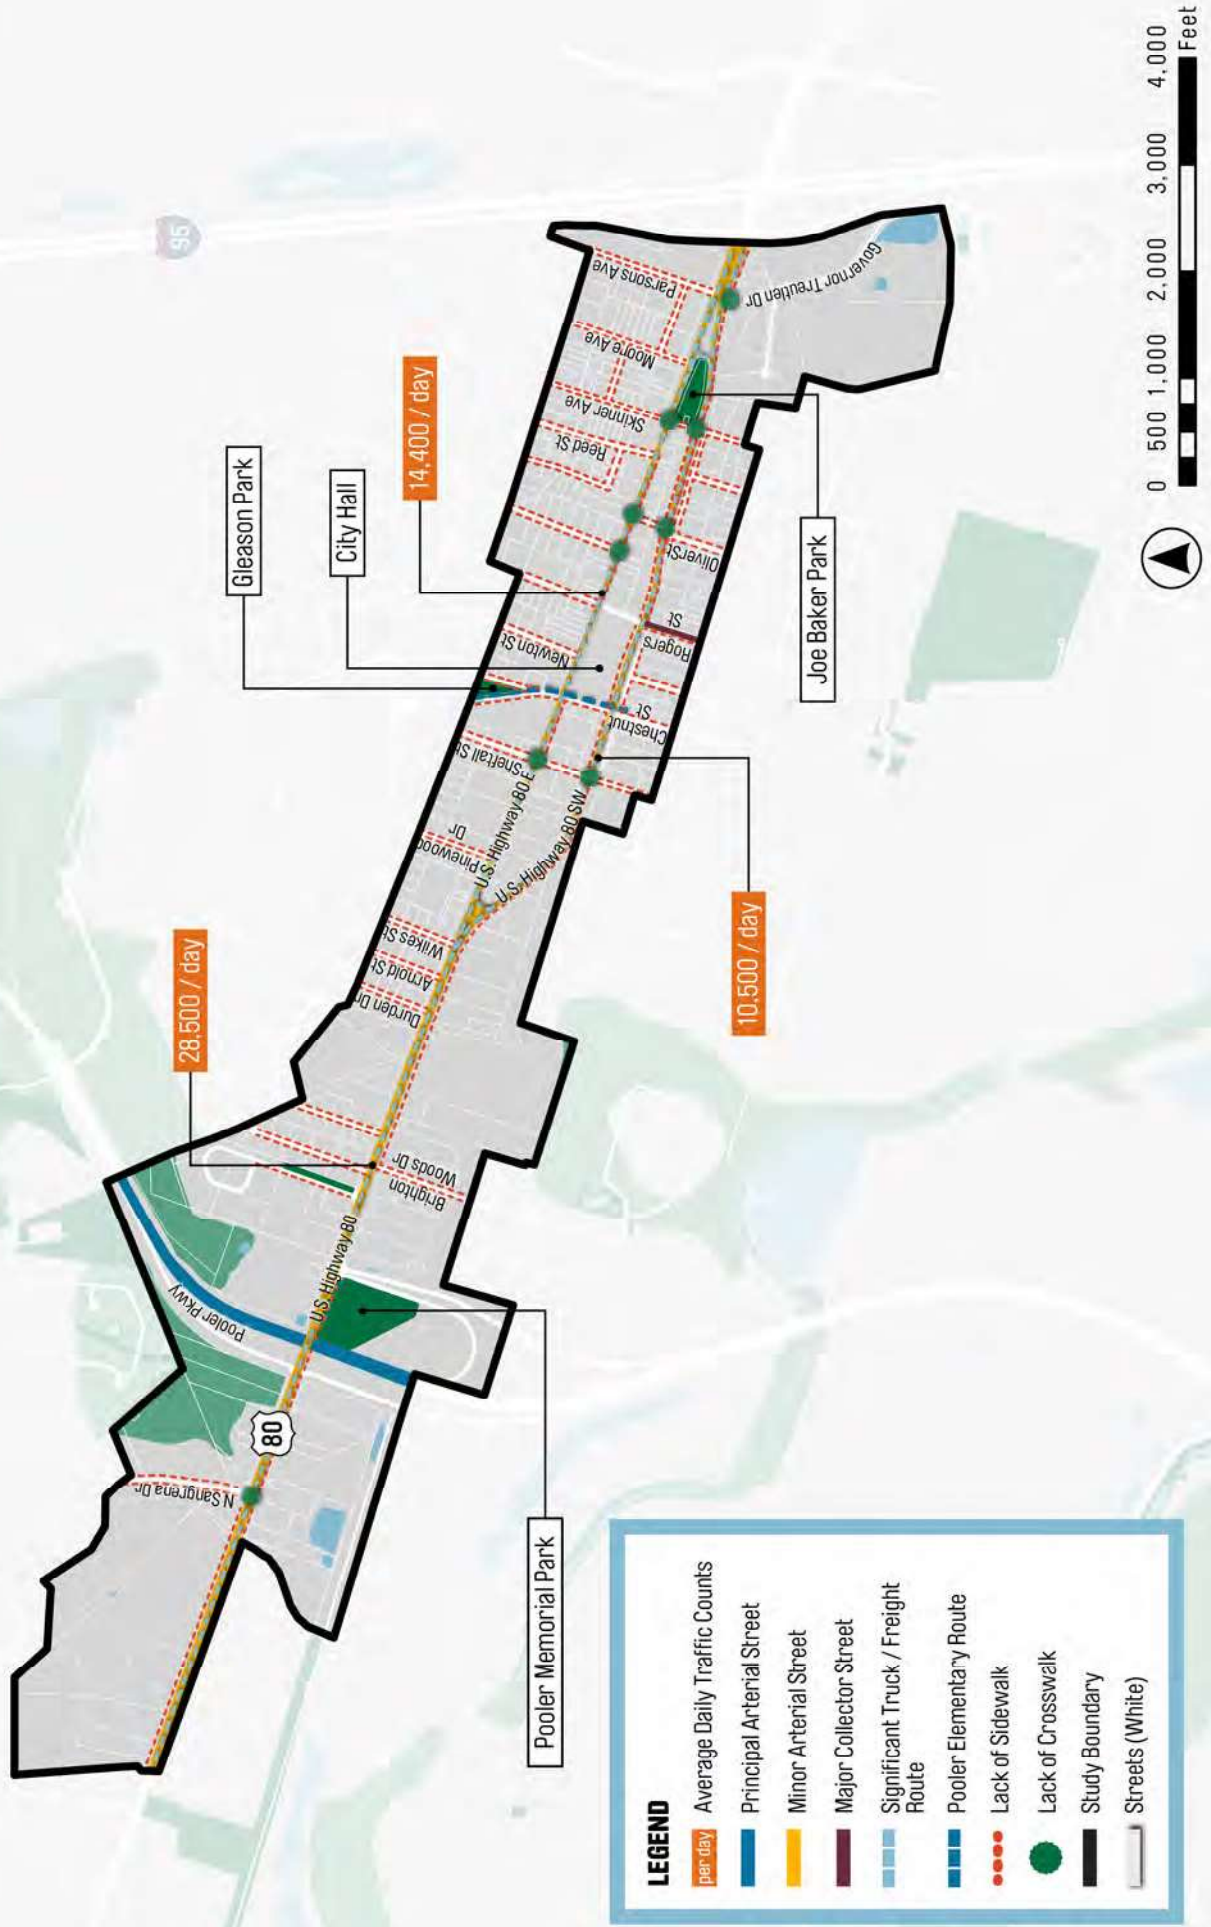 28,500 / day
Gleason Park
City Hall
14,400 / day
95
N Sangrena Dr
80
Pooler Pkwy
U.S. Highway 80
Brighton
Woods Dr
Durden Dr
Arnold St
Wilkes St
Pinewood
Dr
U.S. Highway 80 E
U.S. Highway 80 SW
Sheftall St
Chestnut
St
Newton St
Rogers
St
Oliver St
Reed St
Skinner Ave
Moore Ave
Parsons Ave
Governor Treutlen Dr
Pooler Memorial Park
10,500 / day
Joe Baker Park
LEGEND
per day Average Daily Traffic Counts
Principal Arterial Street
Minor Arterial Street
Major Collector Street
Significant Truck / Freight
Route
Pooler Elementary Route
Lack of Sidewalk
Lack of Crosswalk
Study Boundary
Streets (White)
0 500 1,000 2,000 3,000 4,000
Feet